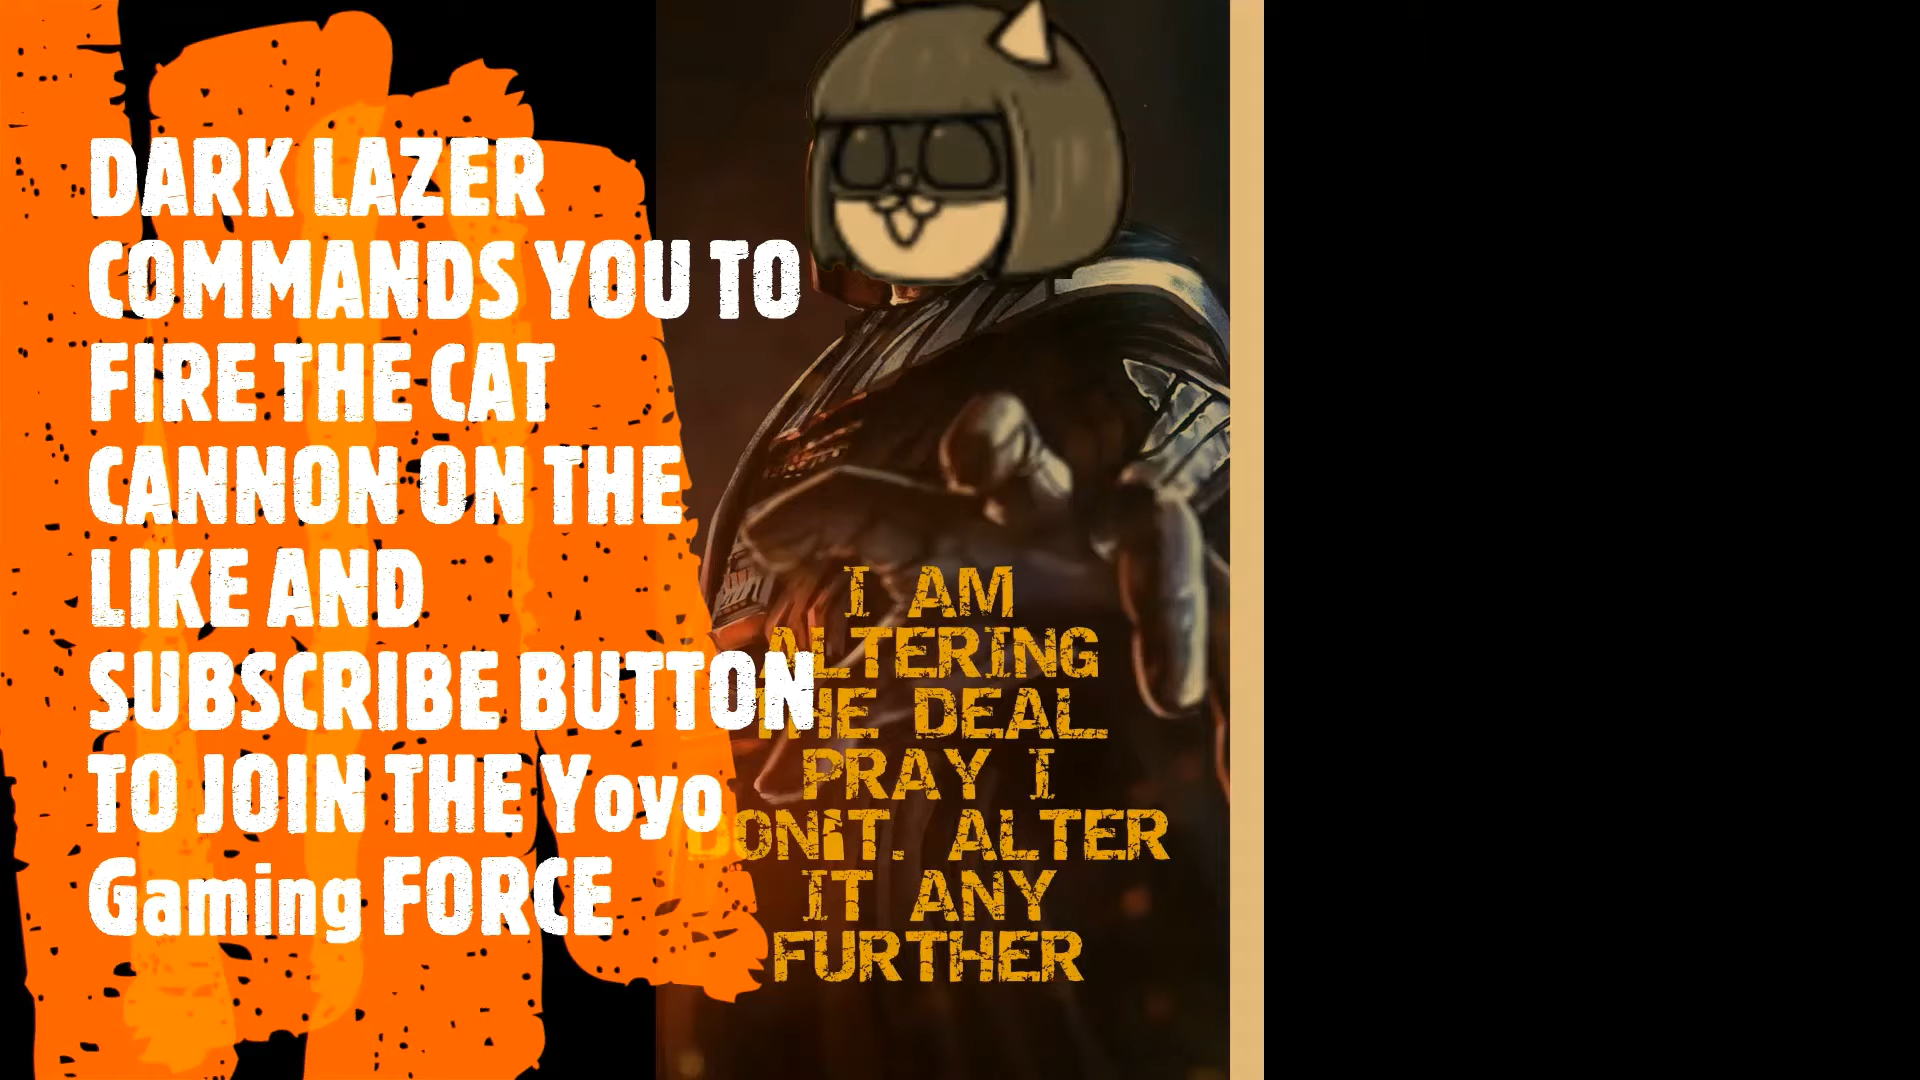 DARK LAZER
COMMANDS YOU TO
FIRE THE CAT
CANNON ON THE
LIKE AND
SUBSCRIBE BUTTON
TO JOIN THE Yoyo
Gaming FORCE
I AM
ALTERING
THE DEAL.
PRAY I
DON'T. ALTER
IT ANY
FURTHER